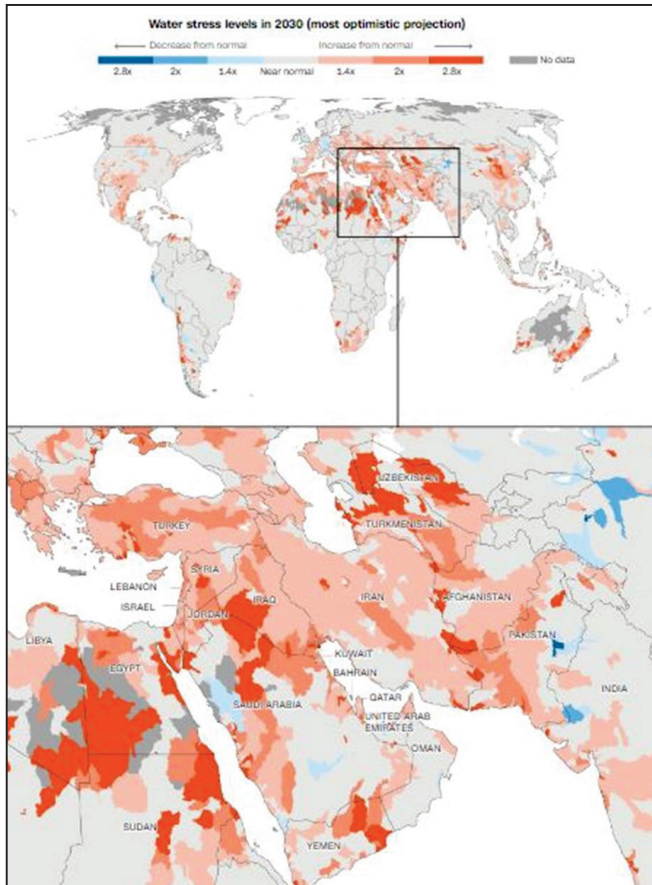 Water stress levels in 2030 (most optimistic projection)
Decrease from normal Increase from normal
2.8x 2x 1.4x Near normal 1.4x 2x 2.8x No data
UZBEKISTAN
TURKMENISTAN
TURKEY
SYRIA
LEBANON
IRAQ
IRAN
AFGHANISTAN
ISRAEL
JORDAN
PAKISTAN
LIBYA
KUWAIT
EGYPT
BAHRAIN
INDIA
QATAR
SAUDI ARABIA
UNITED ARAB
EMIRATES
OMAN
SUDAN
YEMEN